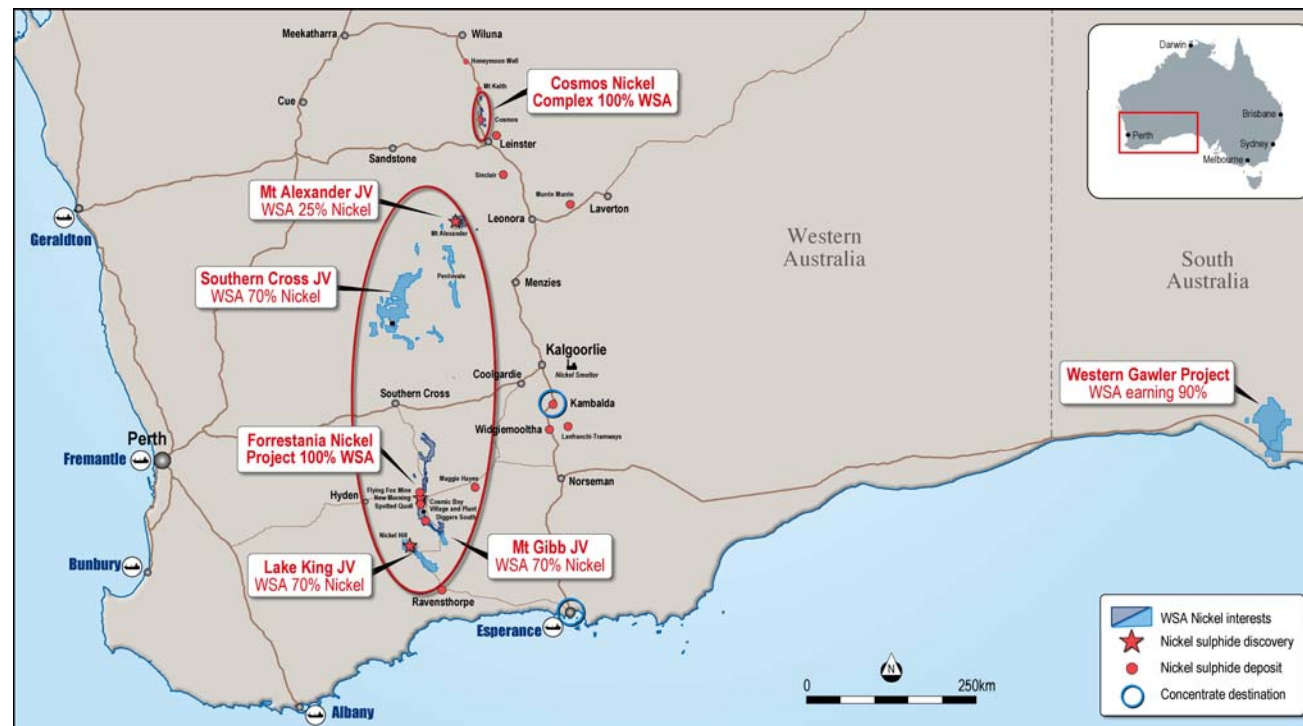 Meekatharra
Wiluna
Honeymoon Well
Mt Keith
Cosmos Nickel
Complex 100% WSA
Cue
Cosmos
Leinster
Sandstone
Sinclair
Murrin Murrin
Laverton
Mt Alexander JV
WSA 25% Nickel
Leonora
Mt Alexander
Geraldton
Southern Cross JV
WSA 70% Nickel
Perrinvale
Menzies
Western
Australia
South
Australia
Kalgoorlie
Nickel Smelter
Coolgardie
Southern Cross
Kambalda
Western Gawler Project
WSA earning 90%
Widgiemooltha
Lanfranchi-Tramways
Perth
Fremantle
Forrestania Nickel
Project 100% WSA
Maggie Hayes
Norseman
Hyden
Flying Fox Mine
New Morning
Spotted Quoll
Cosmic Boy
Village and Plant
Diggers South
Nickel Hill
Mt Gibb JV
WSA 70% Nickel
Bunbury
Lake King JV
WSA 70% Nickel
Ravensthorpe
Esperance
Albany
N
0
250km
Darwin
Brisbane
Perth
Sydney
Melbourne
WSA Nickel interests
Nickel sulphide discovery
Nickel sulphide deposit
Concentrate destination